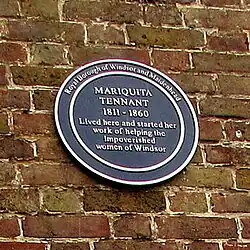 Royal Borough of Windsor and Maidenhead
MARIQUITA
TENNANT
1811 - 1860
Lived here and started her
work of helping the
Impoverished
women of Windsor